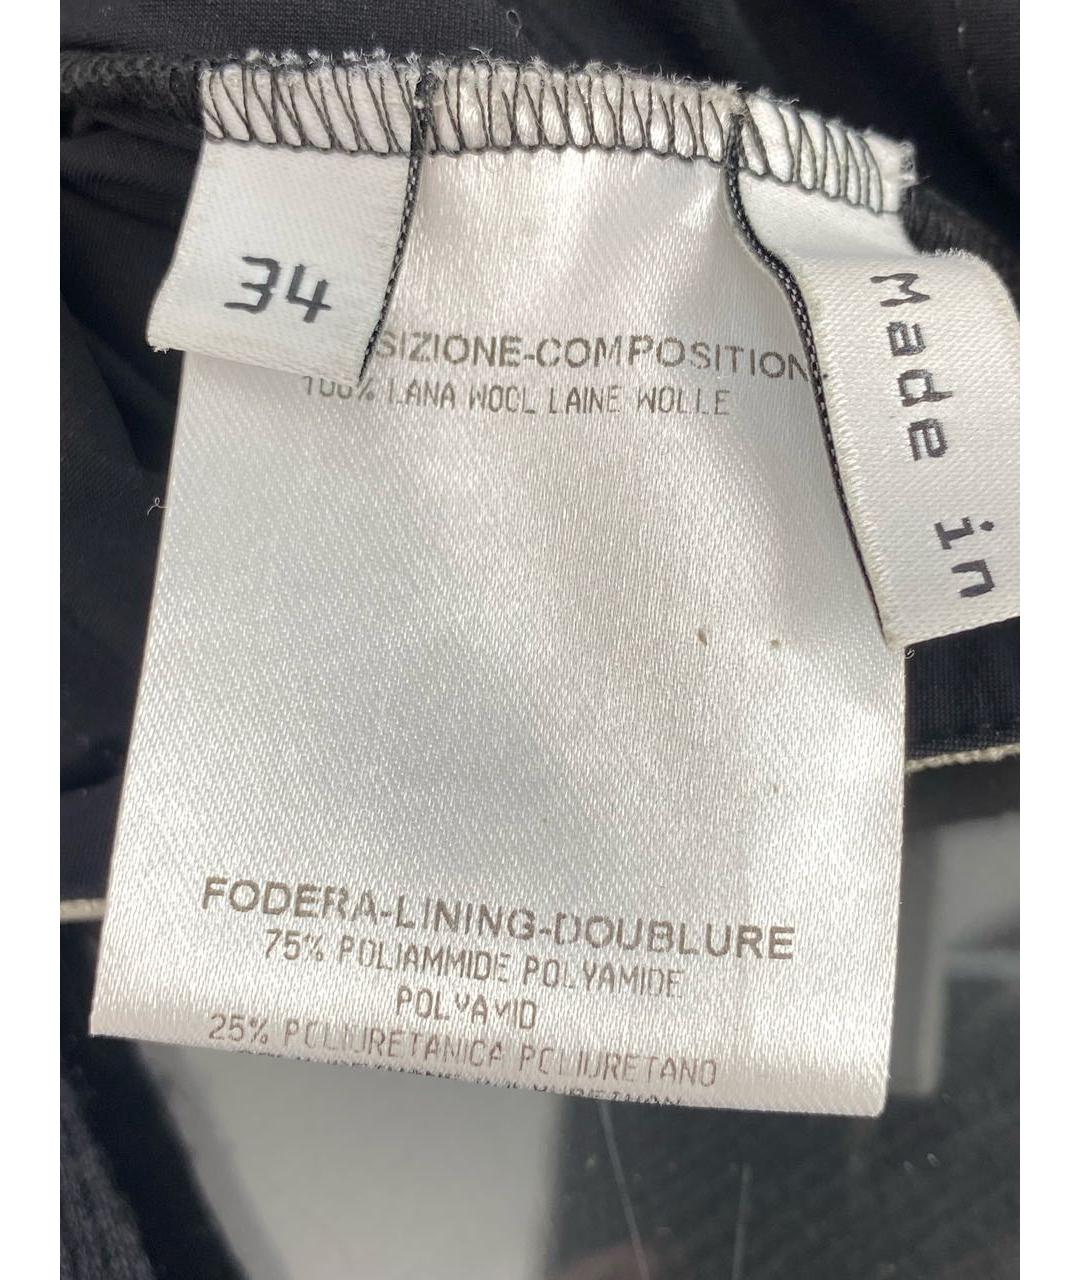 34
SIZIONE-COMPOSITION
100% LANA WOOL LAINE WOLLE
Made in
FODERA-LINING-DOUBLURE
75% POLIAMMIDE POLYAMIDE
POLYAMID
25% POLIURETANICA POLIURETANO